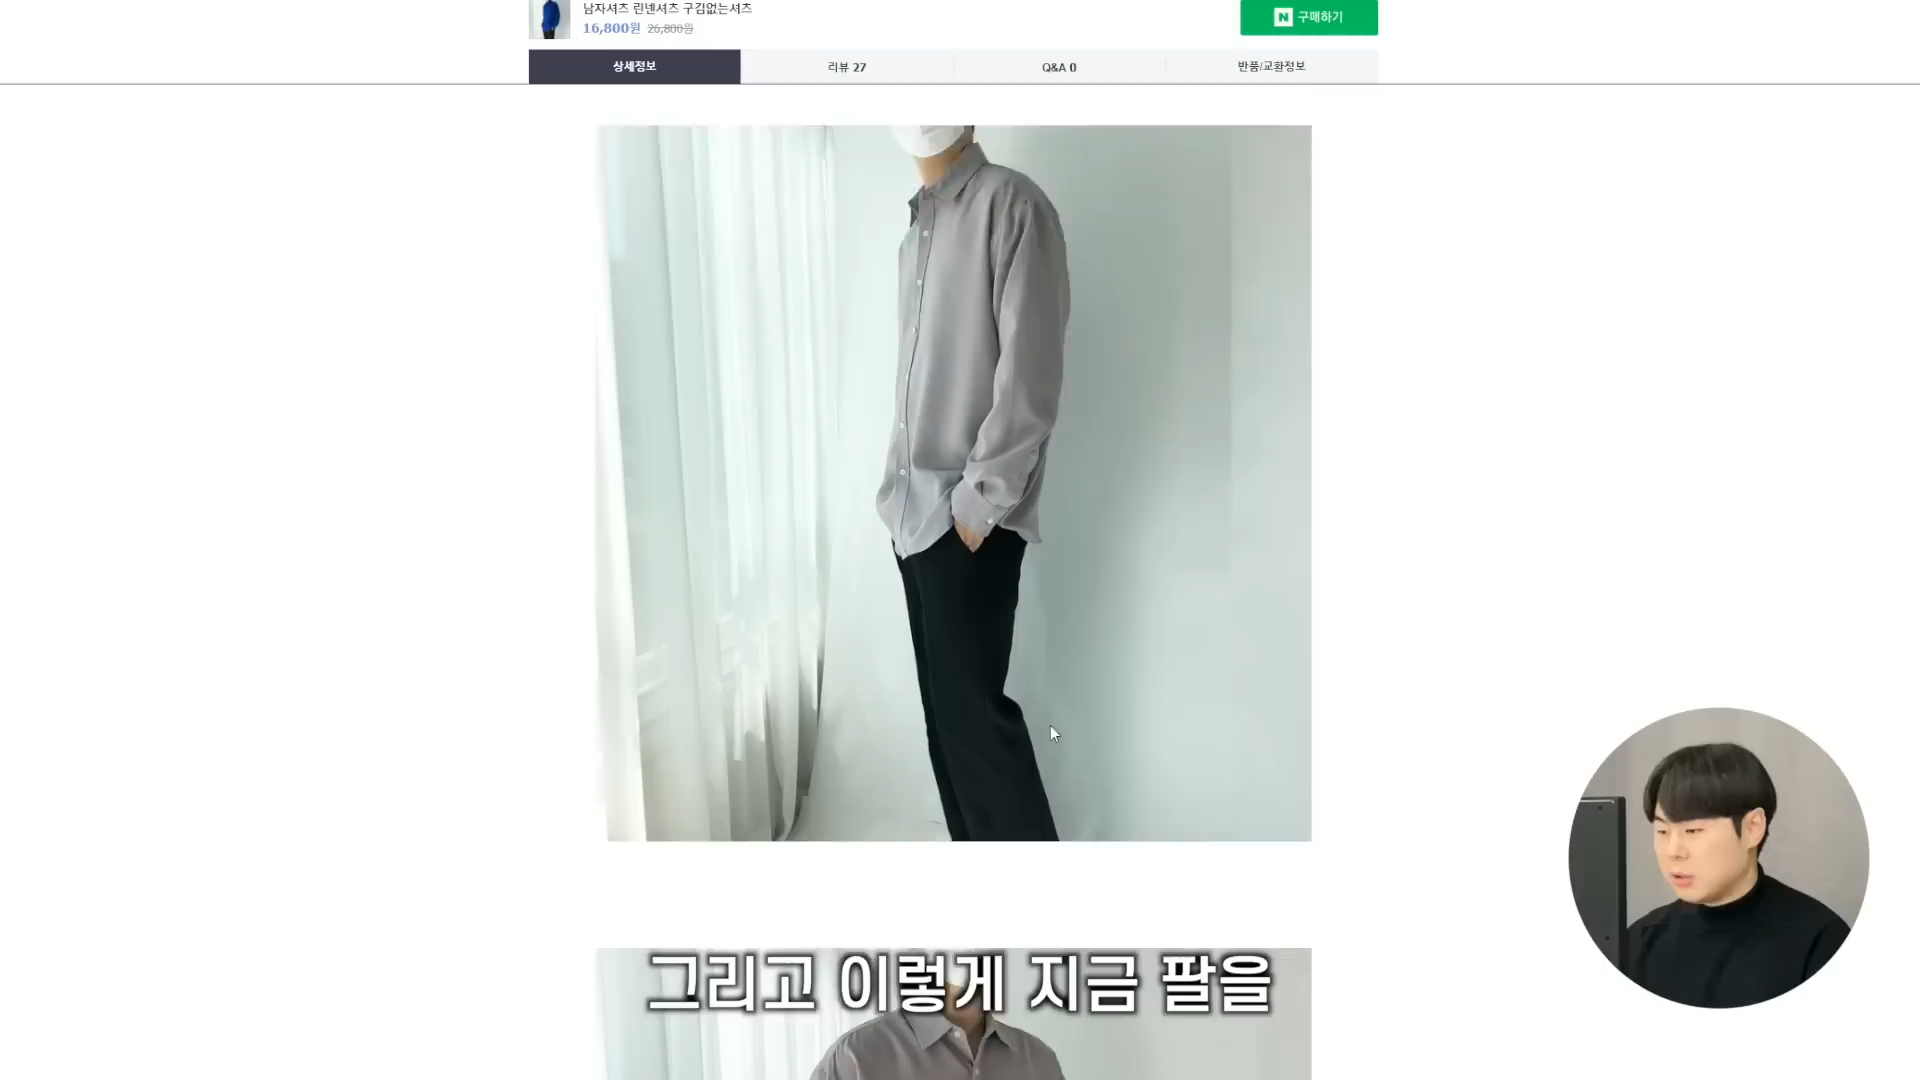 남자셔츠 린넨셔츠 구김없는셔츠
16,800원 26,800원
N 구매하기
상세정보
리뷰 27
Q&A 0
반품/교환정보
그리고 이렇게 지금 팔을